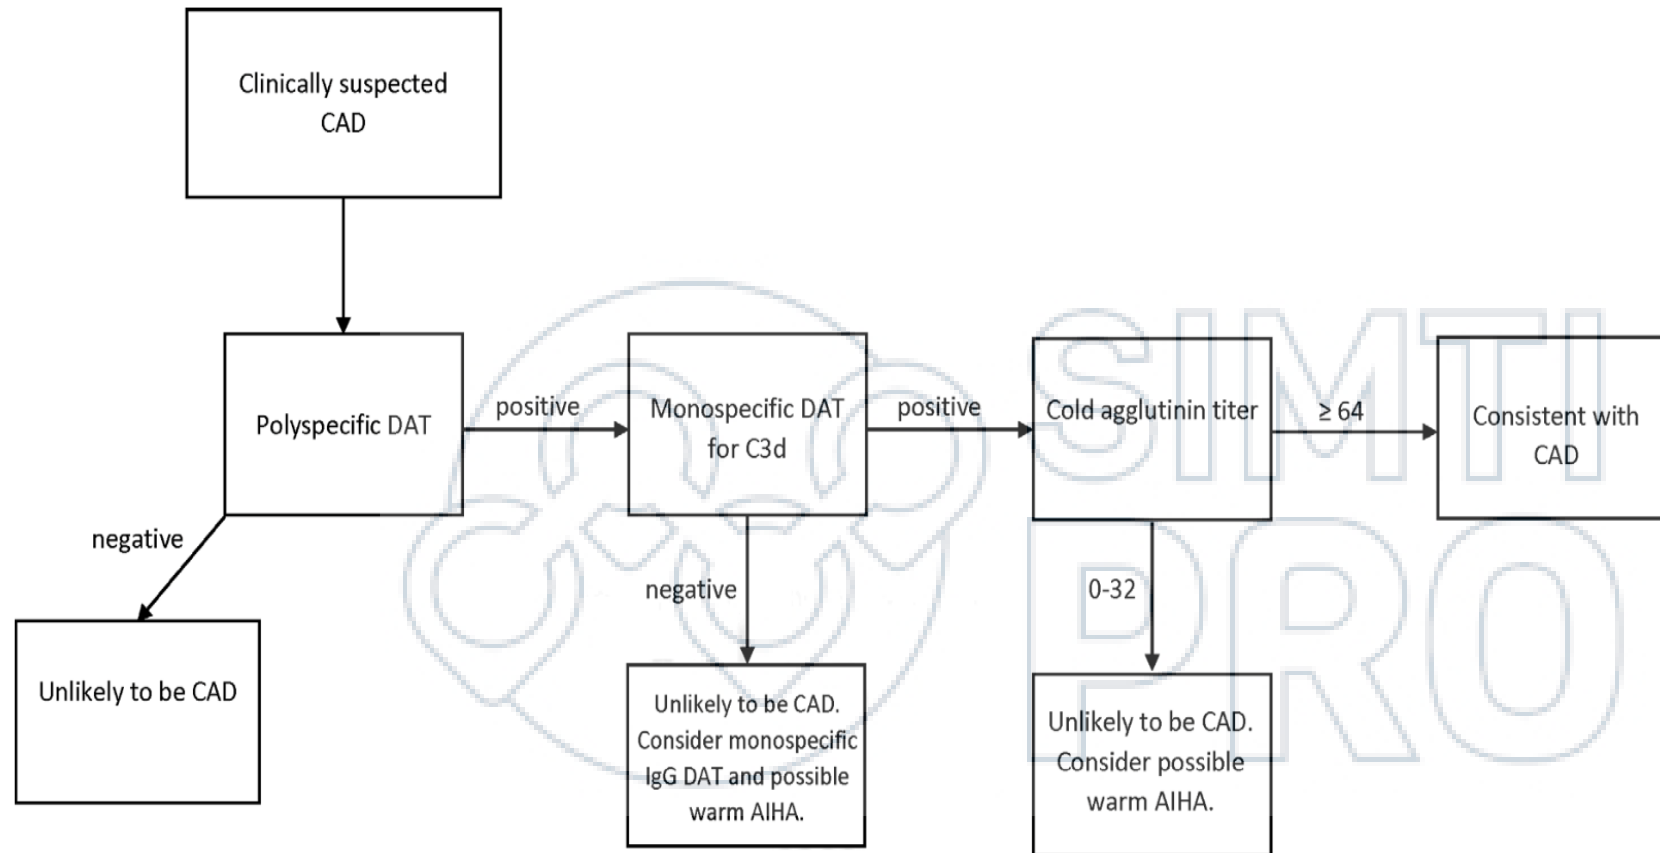 Clinically suspected
CAD
Polyspecific DAT
positive
Monospecific DAT
for C3d
positive
Cold agglutinin titer
≥ 64
Consistent with
CAD
negative
Unlikely to be CAD
negative
Unlikely to be CAD.
Consider monospecific
IgG DAT and possible
warm AIHA.
0-32
Unlikely to be CAD.
Consider possible
warm AIHA.
SIMTI
PRO